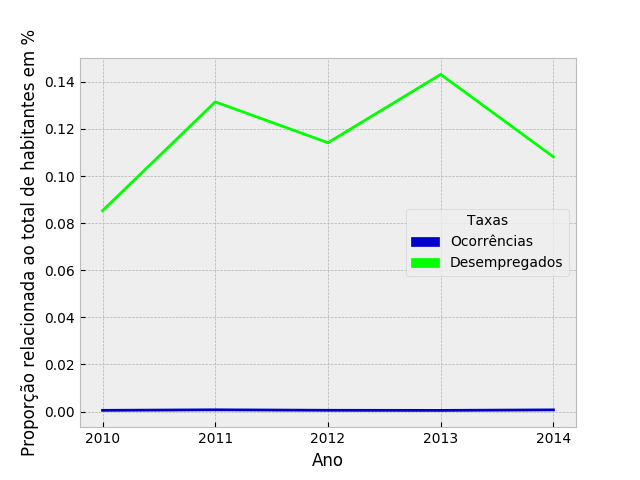 Proporção relacionada ao total de habitantes em %
0.14
0.12
0.10
0.08
0.06
0.04
0.02
0.00
Taxas
Ocorrências
Desempregados
2010 2011 2012 2013 2014
Ano